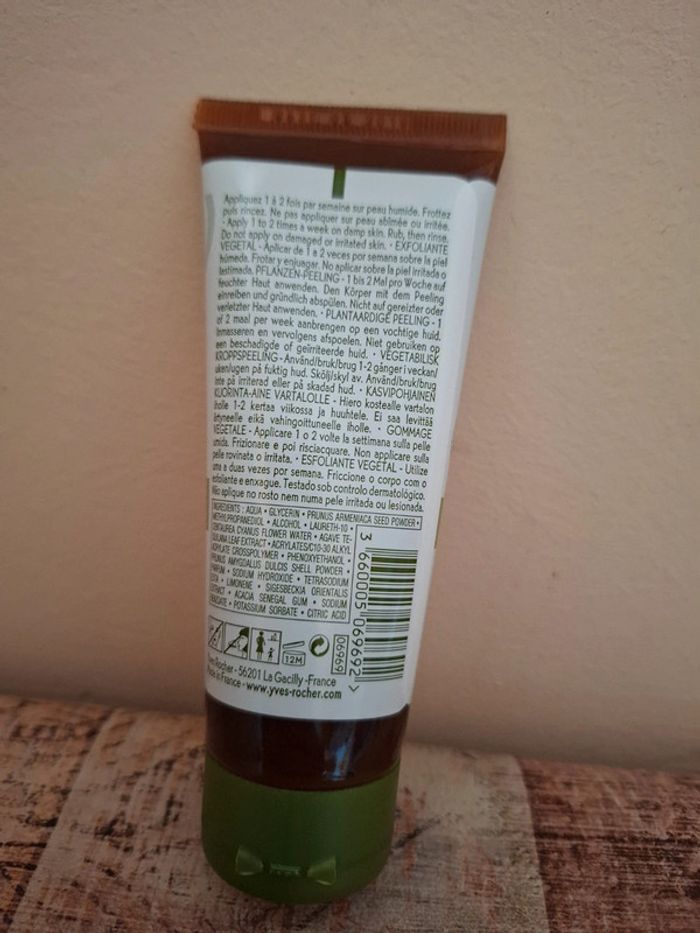 Appliquez 1 à 2 fois par semaine sur peau humide. Frottez
puis rincez. Ne pas appliquer sur peau abîmée ou irritée.
• Apply 1 to 2 times a week on damp skin. Rub, then rinse.
Do not apply on damaged or irritated skin. • EXFOLIANTE
VEGETAL - Aplicar de 1 a 2 veces por semana sobre la piel
húmeda. Frotar y enjuagar. No aplicar sobre la piel irritada o
lastimada. PFLANZEN-PEELING - 1 bis 2 Mal pro Woche auf
feuchter Haut anwenden. Den Körper mit dem Peeling
einreiben und gründlich abspülen. Nicht auf gereizter oder
verletzter Haut anwenden. • PLANTAARDIGE PEELING - 1
of 2 maal per week aanbrengen op een vochtige huid.
Inmasseren en vervolgens afspoelen. Niet gebruiken op
een beschadigde of geïrriteerde huid. • VEGETABILISK
KROPPSPEELING - Använd/bruk/brug 1-2 gånger i veckan/
uken/ugen på fuktig hud. Skölj/skyl av. Använd/bruk/brug
inte på irriterad eller på skadad hud. • KASVIPOHJAINEN
KUORINTA-AINE VARTALOLLE - Hiero kostealle vartalon
iholle 1-2 kertaa viikossa ja huuhtele. Ei saa levittää
ärtyneelle eikä vahingoittuneelle iholle. • GOMMAGE
VEGETALE - Applicare 1 o 2 volte la settimana sulla pelle
umida. Frizionare e poi risciacquare. Non applicare sulla
pelle rovinata o irritata. • ESFOLIANTE VEGETAL - Utilize
uma a duas vezes por semana. Friccione o corpo com o
esfoliante e enxague. Testado sob controlo dermatológico.
Não aplique no rosto nem numa pele irritada ou lesionada.
INGREDIENTS : AQUA • GLYCERIN • PRUNUS ARMENIACA SEED POWDER •
METHYLPROPANEDIOL • ALCOHOL • LAURETH-10 •
CENTAUREA CYANUS FLOWER WATER • AGAVE TE-
QUILANA LEAF EXTRACT • ACRYLATES/C10-30 ALKYL
ACRYLATE CROSSPOLYMER • PHENOXYETHANOL •
PRUNUS AMYGDALUS DULCIS SHELL POWDER •
PARFUM • SODIUM HYDROXIDE • TETRASODIUM
EDTA • LIMONENE • SIGESBECKIA ORIENTALIS
EXTRACT • ACACIA SENEGAL GUM • SODIUM
BENZOATE • POTASSIUM SORBATE • CITRIC ACID
3 660005 069692 >
12M
06969
Yves Rocher - 56201 La Gacilly -France
Made in France - www.yves-rocher.com